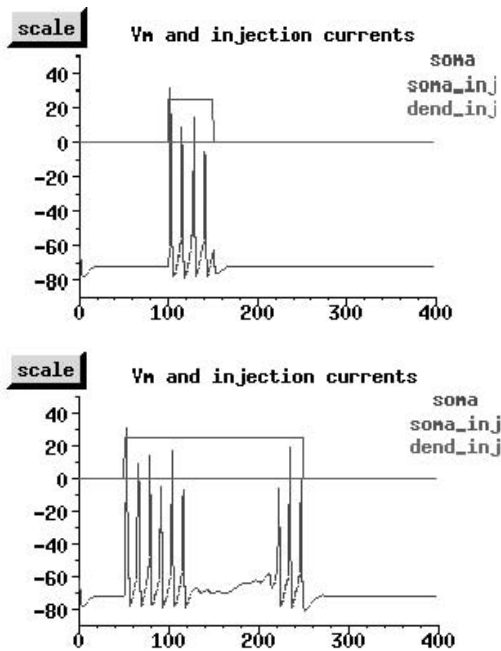 scale
Vm and injection currents
soma
soma_inj
dend_inj
40
20
0
-20
-40
-60
-80
0 100 200 300 400
scale
Vm and injection currents
soma
soma_inj
dend_inj
40
20
0
-20
-40
-60
-80
0 100 200 300 400